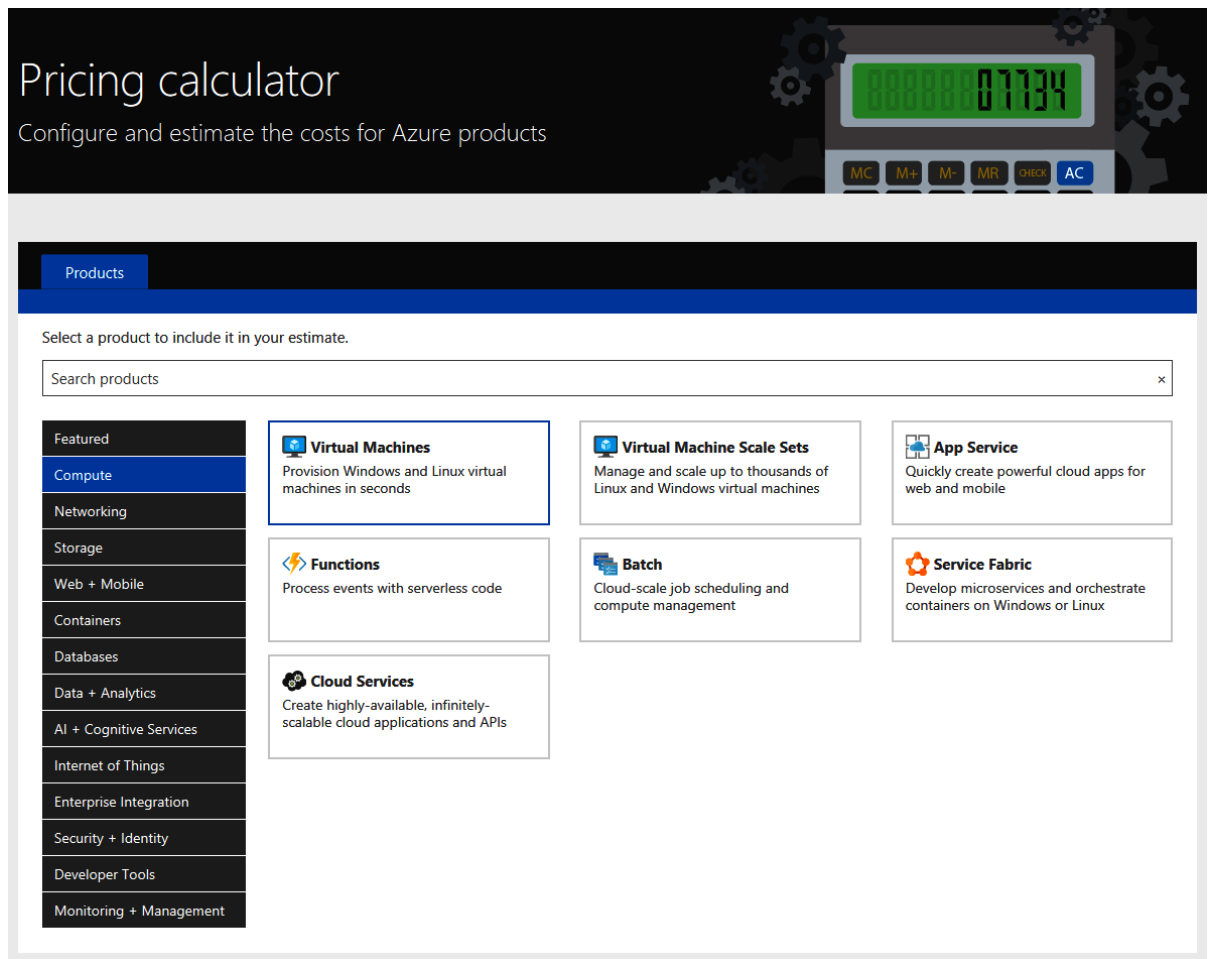 Pricing calculator
Configure and estimate the costs for Azure products
07734
MC M+ M- MR CHECK AC
Products
Select a product to include it in your estimate.
Search products ×
Featured
Compute
Networking
Storage
Web + Mobile
Containers
Databases
Data + Analytics
AI + Cognitive Services
Internet of Things
Enterprise Integration
Security + Identity
Developer Tools
Monitoring + Management
Virtual Machines
Provision Windows and Linux virtual
machines in seconds
Virtual Machine Scale Sets
Manage and scale up to thousands of
Linux and Windows virtual machines
App Service
Quickly create powerful cloud apps for
web and mobile
Functions
Process events with serverless code
Batch
Cloud-scale job scheduling and
compute management
Service Fabric
Develop microservices and orchestrate
containers on Windows or Linux
Cloud Services
Create highly-available, infinitely-
scalable cloud applications and APIs